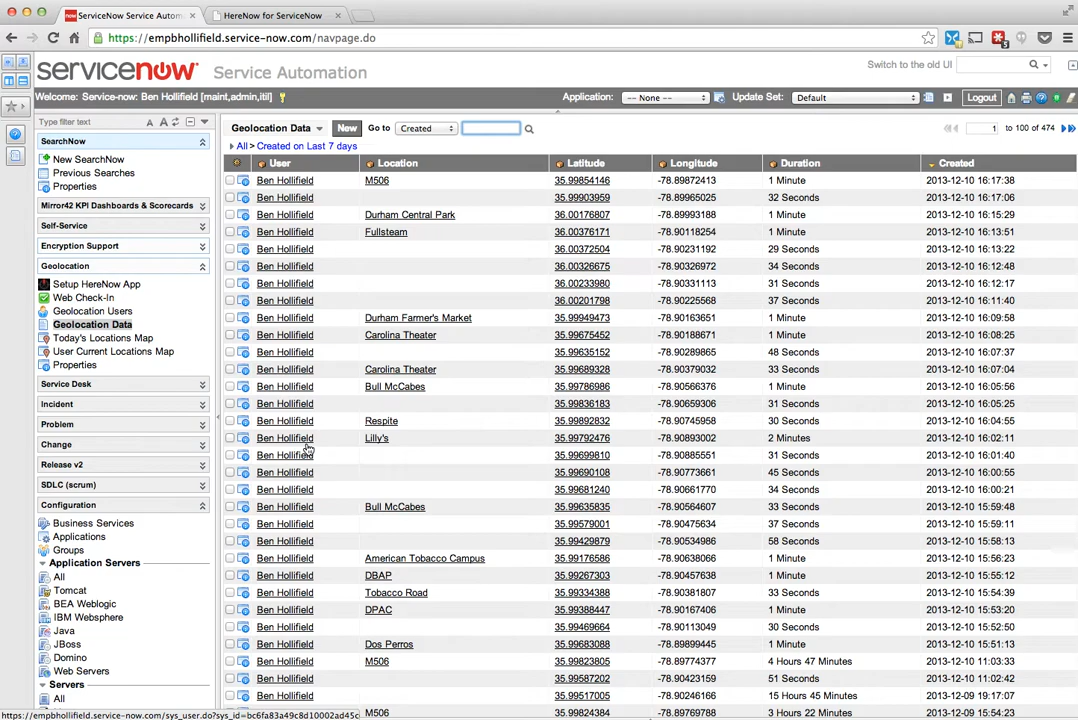 ServiceNow Service Autom
HereNow for ServiceNow
https://empbhollifield.service-now.com/navpage.do
servicenow Service Automation
Switch to the old UI
Welcome: Service-now: Ben Hollifield [maint,admin,itil]
Application: -- None -- Update Set: Default Logout
Type filter text
Geolocation Data New Go to Created 1 to 100 of 474
All > Created on Last 7 days
User Location Latitude Longitude Duration Created
Ben Hollifield M506 35.99854146 -78.89872413 1 Minute 2013-12-10 16:17:38
Ben Hollifield 35.99903959 -78.89965025 32 Seconds 2013-12-10 16:17:06
Ben Hollifield Durham Central Park 36.00176807 -78.89993188 1 Minute 2013-12-10 16:15:29
Ben Hollifield Fullsteam 36.00376171 -78.90118254 1 Minute 2013-12-10 16:13:51
Ben Hollifield 36.00372504 -78.90231192 29 Seconds 2013-12-10 16:13:22
Ben Hollifield 36.00326675 -78.90326972 34 Seconds 2013-12-10 16:12:48
Ben Hollifield 36.00233980 -78.90331113 31 Seconds 2013-12-10 16:12:17
Ben Hollifield 36.00201798 -78.90225568 37 Seconds 2013-12-10 16:11:40
Ben Hollifield Durham Farmer's Market 35.99949473 -78.90163651 1 Minute 2013-12-10 16:09:58
Ben Hollifield Carolina Theater 35.99675452 -78.90188671 1 Minute 2013-12-10 16:08:25
Ben Hollifield 35.99635152 -78.90289865 48 Seconds 2013-12-10 16:07:37
Ben Hollifield Carolina Theater 35.99689328 -78.90379032 33 Seconds 2013-12-10 16:07:04
Ben Hollifield Bull McCabes 35.99786986 -78.90566376 1 Minute 2013-12-10 16:05:56
Ben Hollifield 35.99836183 -78.90659306 31 Seconds 2013-12-10 16:05:25
Ben Hollifield Respite 35.99892832 -78.90745958 30 Seconds 2013-12-10 16:04:55
Ben Hollifield Lilly's 35.99792476 -78.90893002 2 Minutes 2013-12-10 16:02:11
Ben Hollifield 35.99699810 -78.90885551 31 Seconds 2013-12-10 16:01:40
Ben Hollifield 35.99690108 -78.90773661 45 Seconds 2013-12-10 16:00:55
Ben Hollifield 35.99681240 -78.90661770 34 Seconds 2013-12-10 16:00:21
Ben Hollifield Bull McCabes 35.99635835 -78.90564607 33 Seconds 2013-12-10 15:59:48
Ben Hollifield 35.99579001 -78.90475634 37 Seconds 2013-12-10 15:59:11
Ben Hollifield 35.99429879 -78.90534986 58 Seconds 2013-12-10 15:58:13
Ben Hollifield American Tobacco Campus 35.99176586 -78.90638066 1 Minute 2013-12-10 15:56:23
Ben Hollifield DBAP 35.99267303 -78.90457638 1 Minute 2013-12-10 15:55:12
Ben Hollifield Tobacco Road 35.99334388 -78.90381807 33 Seconds 2013-12-10 15:54:39
Ben Hollifield DPAC 35.99388447 -78.90167406 1 Minute 2013-12-10 15:53:20
Ben Hollifield 35.99469664 -78.90113049 30 Seconds 2013-12-10 15:52:50
Ben Hollifield Dos Perros 35.99683088 -78.89899445 1 Minute 2013-12-10 15:51:13
Ben Hollifield M506 35.99823805 -78.89774377 4 Hours 47 Minutes 2013-12-10 11:03:33
Ben Hollifield 35.99587202 -78.90423159 51 Seconds 2013-12-10 11:02:42
Ben Hollifield 35.99517005 -78.90246166 15 Hours 45 Minutes 2013-12-09 19:17:07
M506 35.99824384 -78.89769788 6 Hours 41 Minutes 2013-12-09
SearchNow
New SearchNow
Previous Searches
Properties
Mirror42 KPI Dashboards & Scorecards
Self-Service
Encryption Support
Geolocation
Setup HereNow App
Web Check-In
Geolocation Users
Geolocation Data
Today's Locations Map
User Current Locations Map
Properties
Service Desk
Incident
Problem
Change
Release v2
SDLC (scrum)
Configuration
Business Services
Applications
Groups
Application Servers
All
Tomcat
BEA Weblogic
IBM Websphere
Java
JBoss
Domino
Web Servers
Servers
All
https://empbhollifield.service-now.com/sys_user.do?sys_id=bc6fa83a49c8d10002ad45c